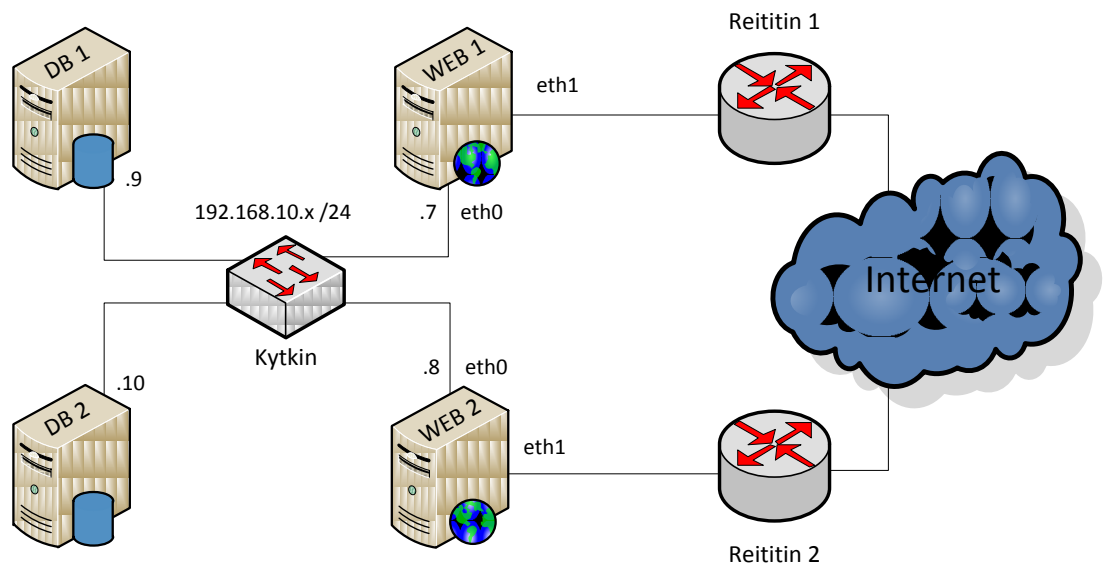 Reititin 1
DB 1
WEB 1
eth1
.9
192.168.10.x /24
.7
eth0
Internet
Kytkin
.10
.8
eth0
DB 2
WEB 2
eth1
Reititin 2